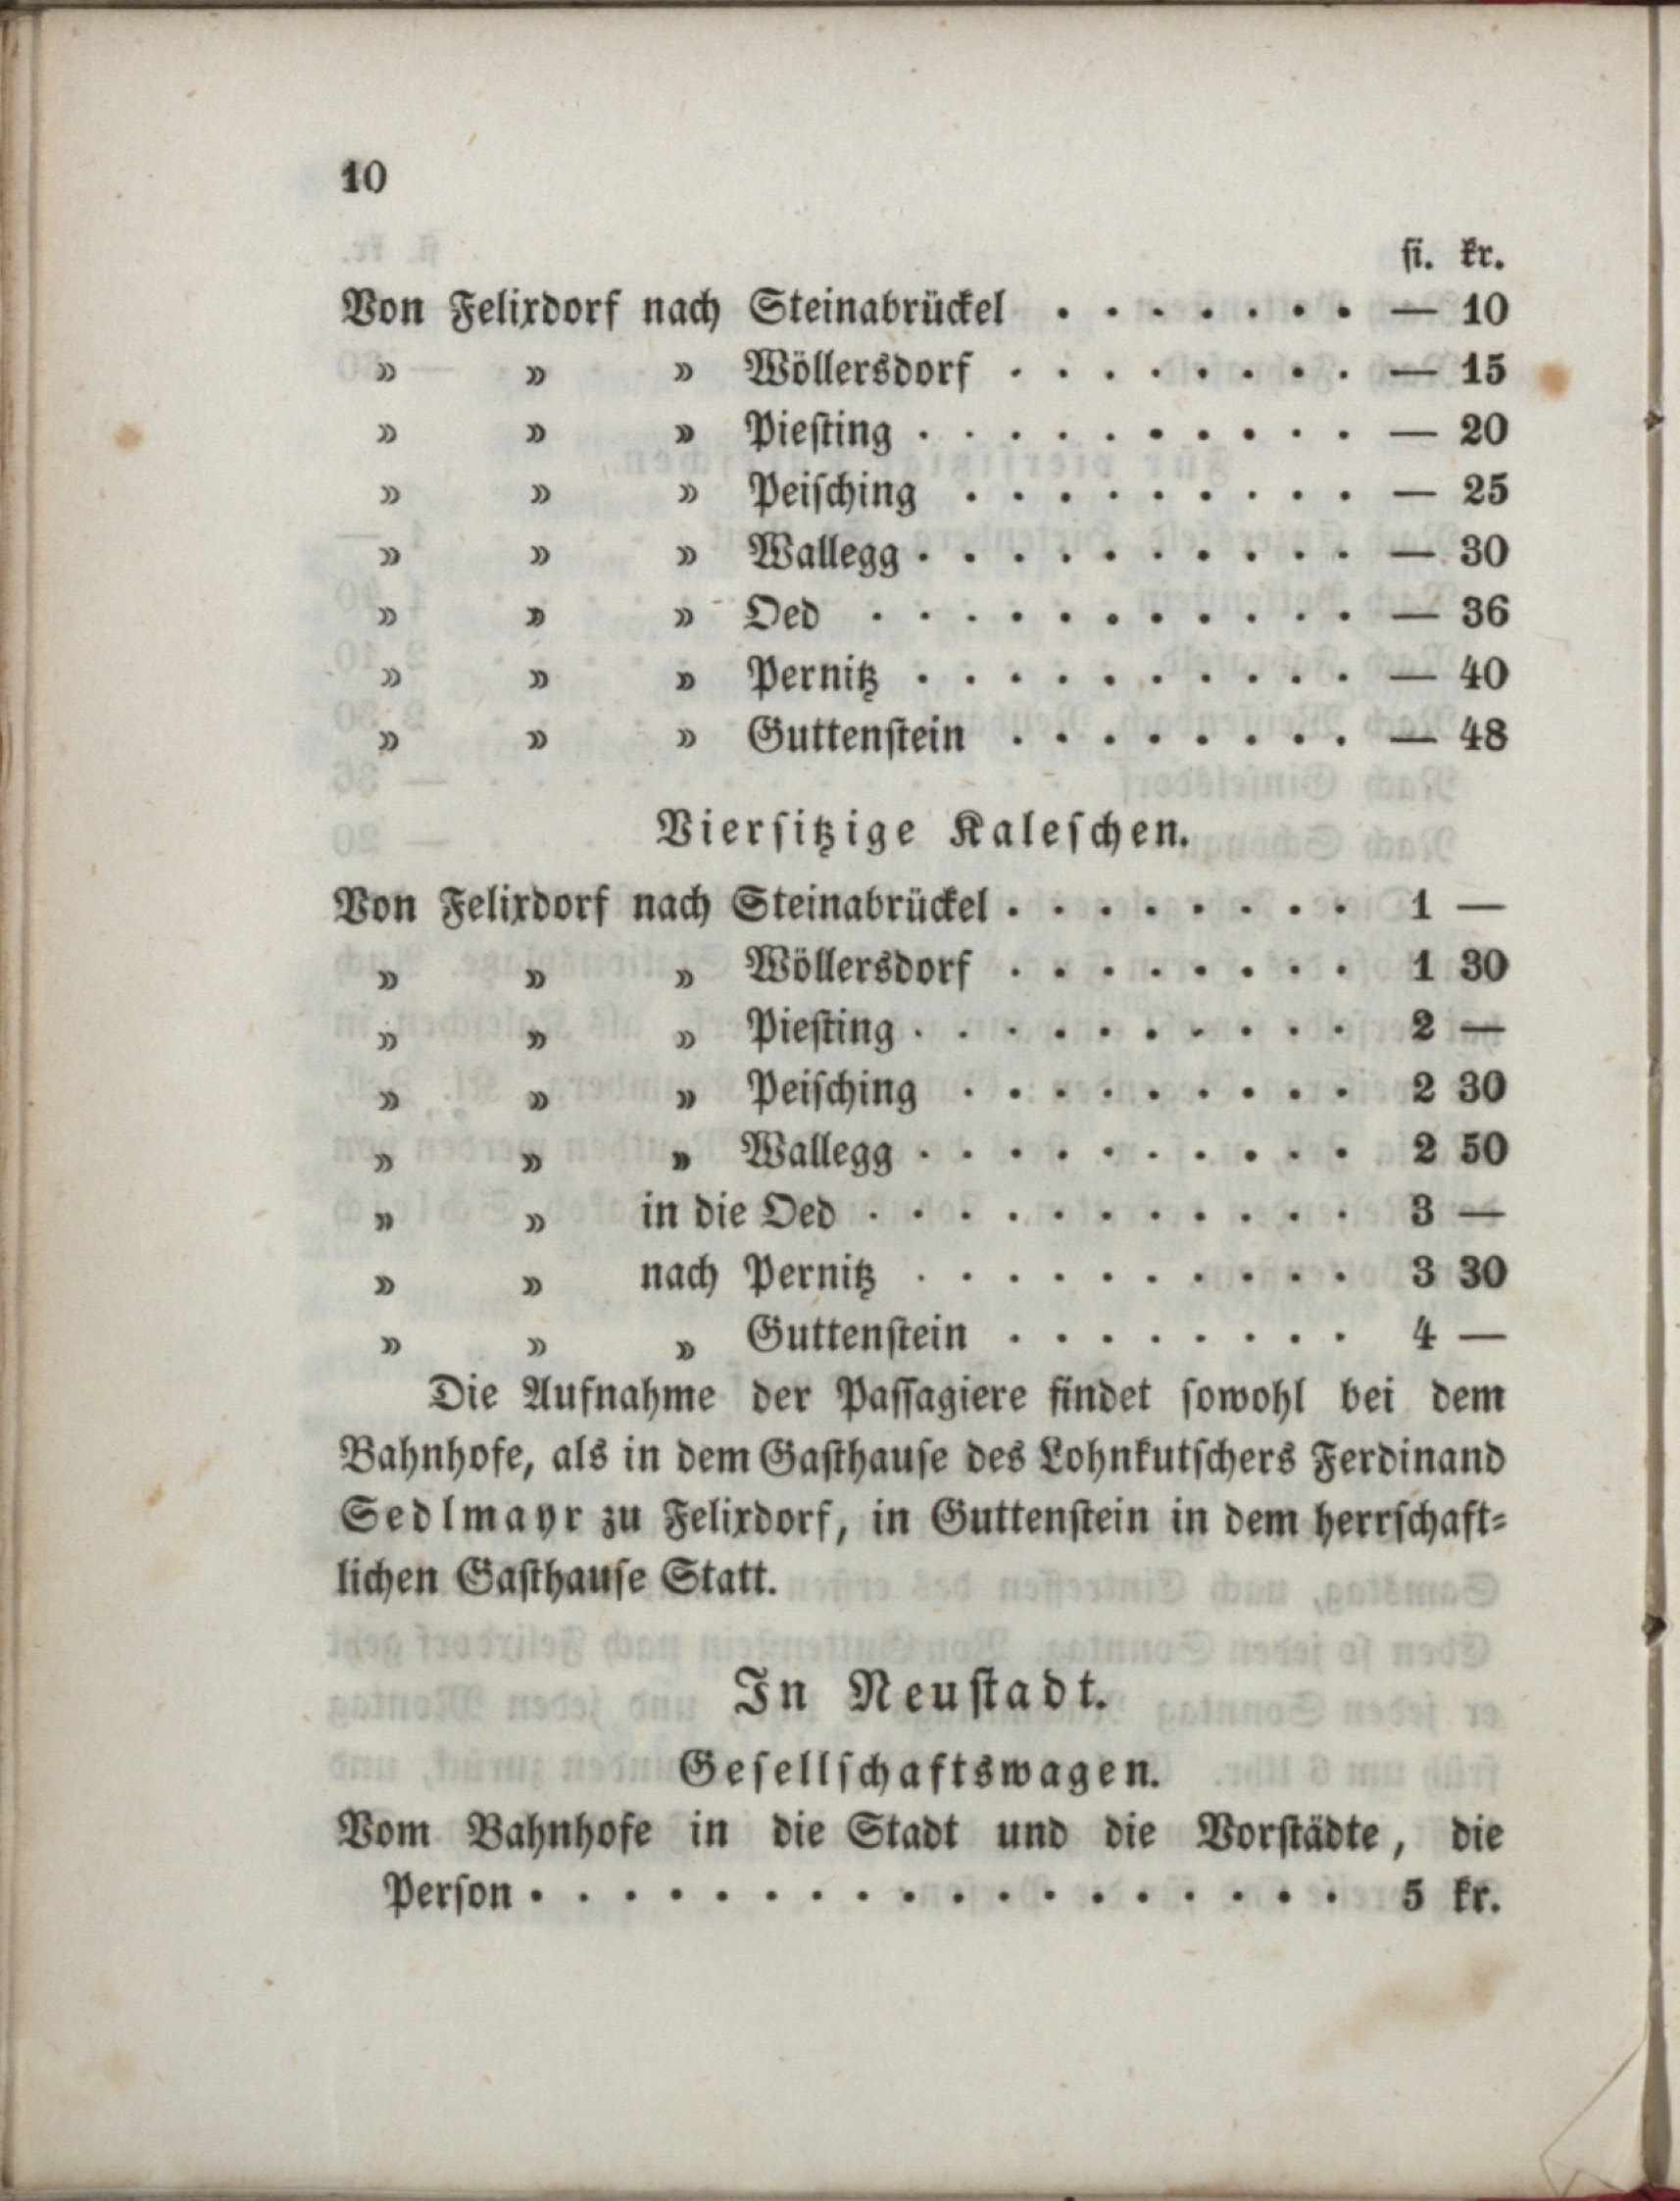 10
fl. kr.
Von Felixdorf nach Steinabrückel . . . . . . . — 10
» » » Wöllersdorf . . . . . . . . — 15
» » » Piesting . . . . . . . . . . — 20
» » » Peisching . . . . . . . . . — 25
» » » Wallegg . . . . . . . . . . — 30
» » » Oed . . . . . . . . . . . — 36
» » » Pernitz . . . . . . . . . . — 40
» » » Guttenstein . . . . . . . . — 48
Viersitzige Kaleschen.
Von Felixdorf nach Steinabrückel . . . . . . . . 1 —
» » » Wöllersdorf . . . . . . . . 1 30
» » » Piesting . . . . . . . . . . 2 —
» » » Peisching . . . . . . . . . 2 30
» » » Wallegg . . . . . . . . . . 2 50
» » in die Oed . . . . . . . . . . . 3 —
» » nach Pernitz . . . . . . . . . . 3 30
» » » Guttenstein . . . . . . . . 4 —
Die Aufnahme der Passagiere findet sowohl bei dem
Bahnhofe, als in dem Gasthause des Lohnkutschers Ferdinand
Sedlmayr zu Felixdorf, in Guttenstein in dem herrschaft-
lichen Gasthause Statt.
In Neustadt.
Gesellschaftswagen.
Vom Bahnhofe in die Stadt und die Vorstädte, die
Person . . . . . . . . . . . . . . . . . . 5 kr.